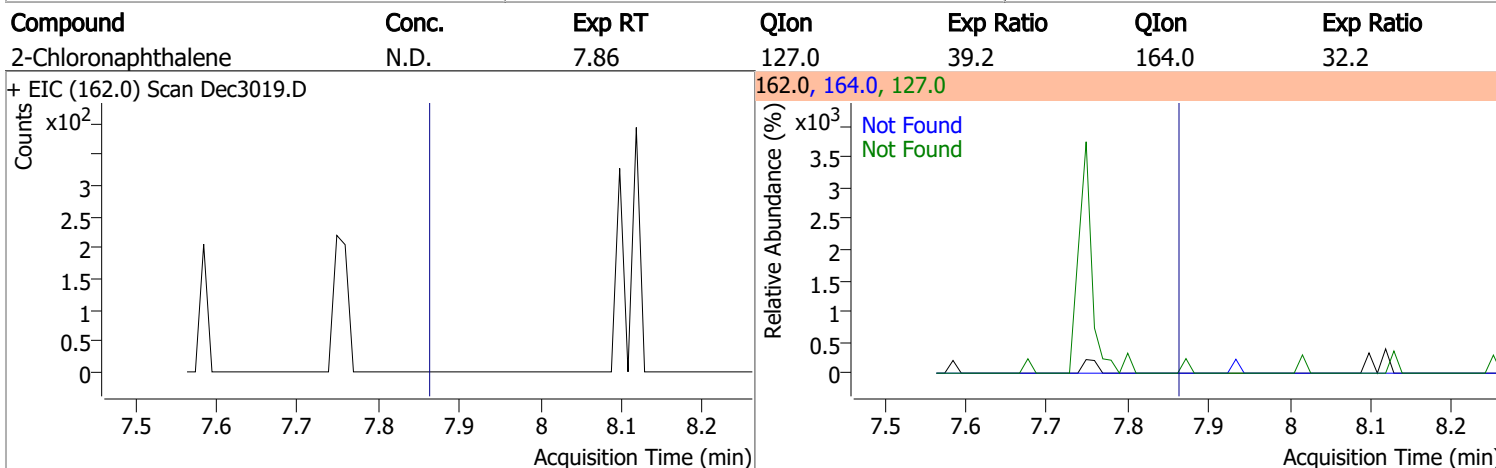 Compound Conc. Exp RT QIon Exp Ratio QIon Exp Ratio
2-Chloronaphthalene N.D. 7.86 127.0 39.2 164.0 32.2
+ EIC (162.0) Scan Dec3019.D
Counts
x10²
3
2.5
2
1.5
1
0.5
0
7.5 7.6 7.7 7.8 7.9 8 8.1 8.2
Acquisition Time (min)
162.0, 164.0, 127.0
Relative Abundance (%)
x10³
Not Found
Not Found
3.5
3
2.5
2
1.5
1
0.5
0
7.5 7.6 7.7 7.8 7.9 8 8.1 8.2
Acquisition Time (min)